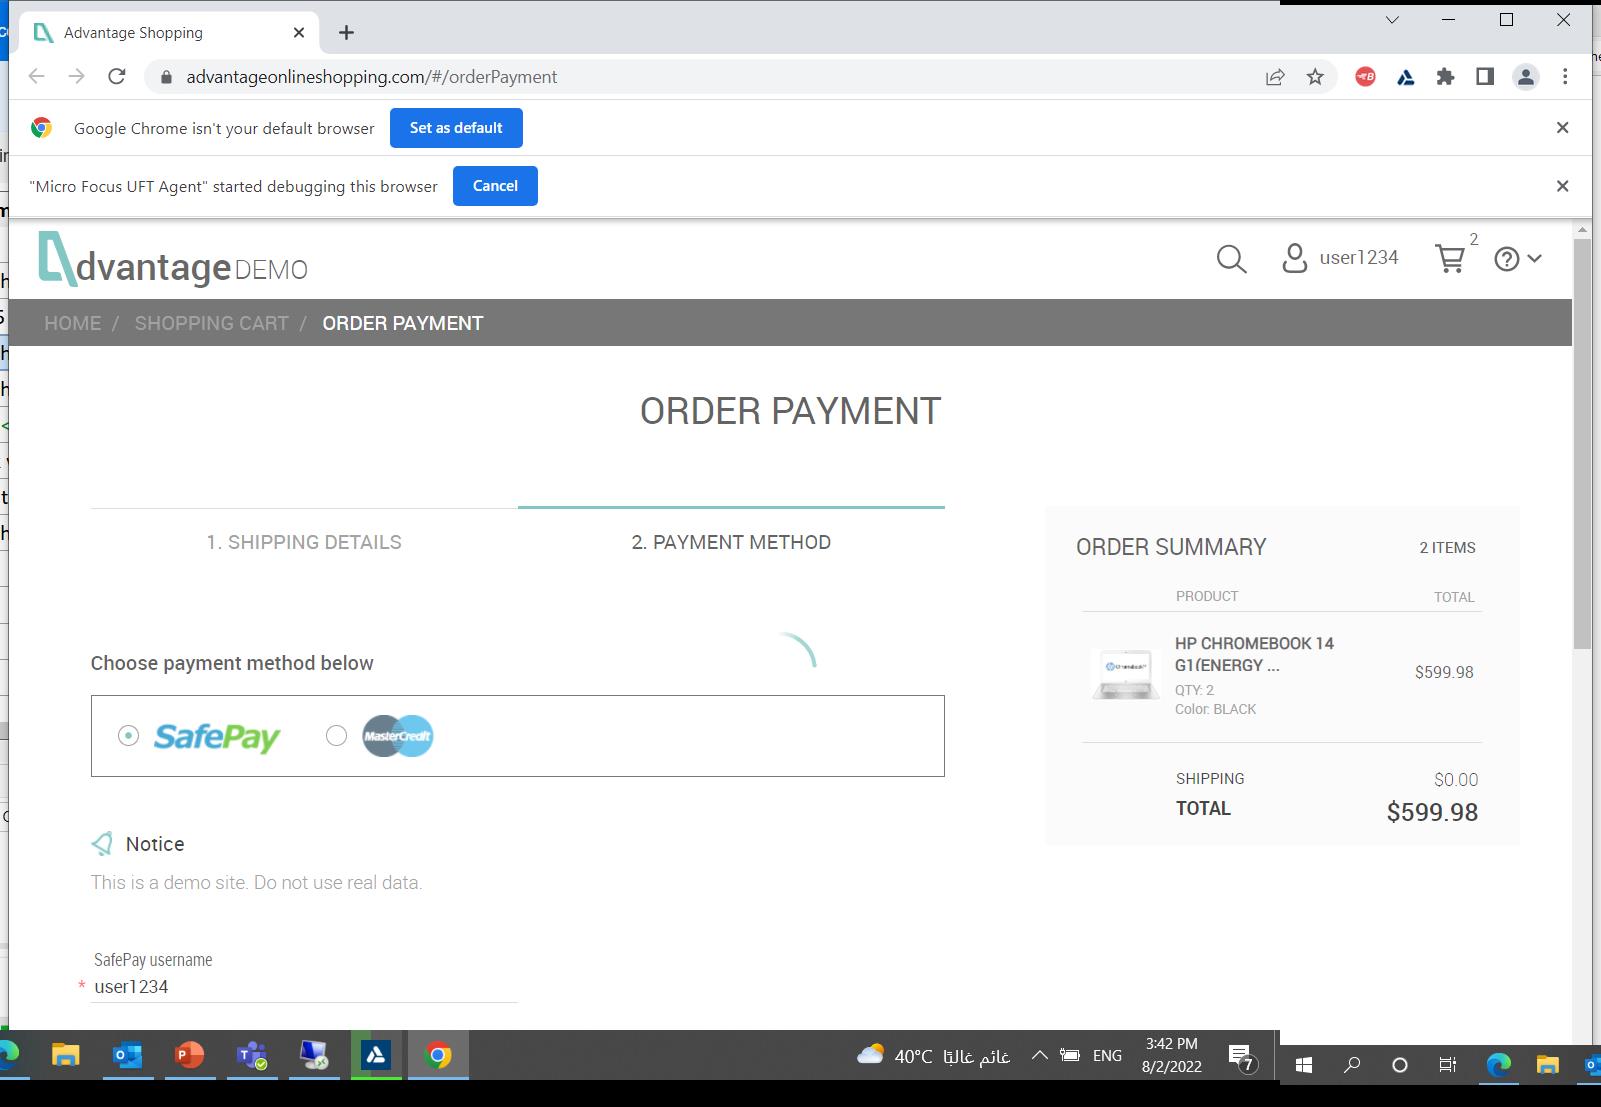 Advantage Shopping
advantageonlineshopping.com/#/orderPayment
Google Chrome isn't your default browser
Set as default
"Micro Focus UFT Agent" started debugging this browser
Cancel
dvantage DEMO
user1234
2
HOME / SHOPPING CART / ORDER PAYMENT
ORDER PAYMENT
1. SHIPPING DETAILS
2. PAYMENT METHOD
Choose payment method below
SafePay
MasterCredit
Notice
This is a demo site. Do not use real data.
SafePay username
* user1234
ORDER SUMMARY
2 ITEMS
PRODUCT
TOTAL
HP CHROMEBOOK 14
G1(ENERGY ...
QTY: 2
Color: BLACK
$599.98
SHIPPING
$0.00
TOTAL
$599.98
40°C غائم غالبًا
ENG
3:42 PM
8/2/2022
7